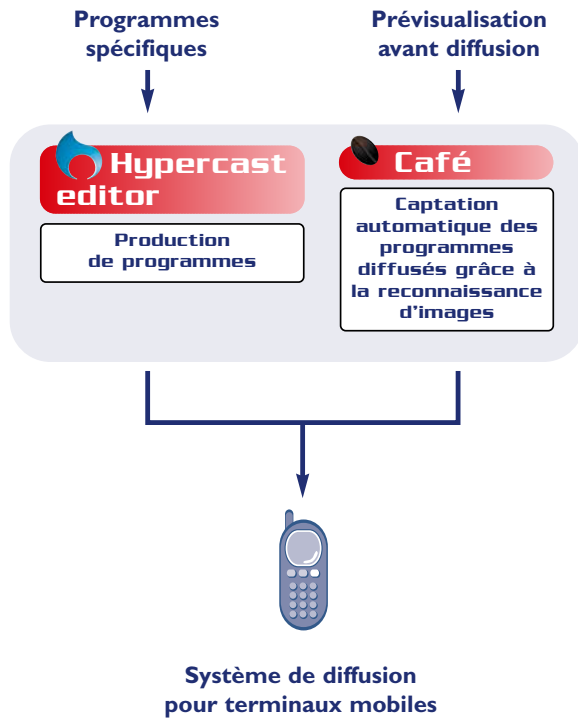 Programmes
spécifiques
Prévisualisation
avant diffusion
Hypercast
editor
Production
de programmes
Café
Captation
automatique des
programmes
diffusés grâce à
la reconnaissance
d'images
Système de diffusion
pour terminaux mobiles